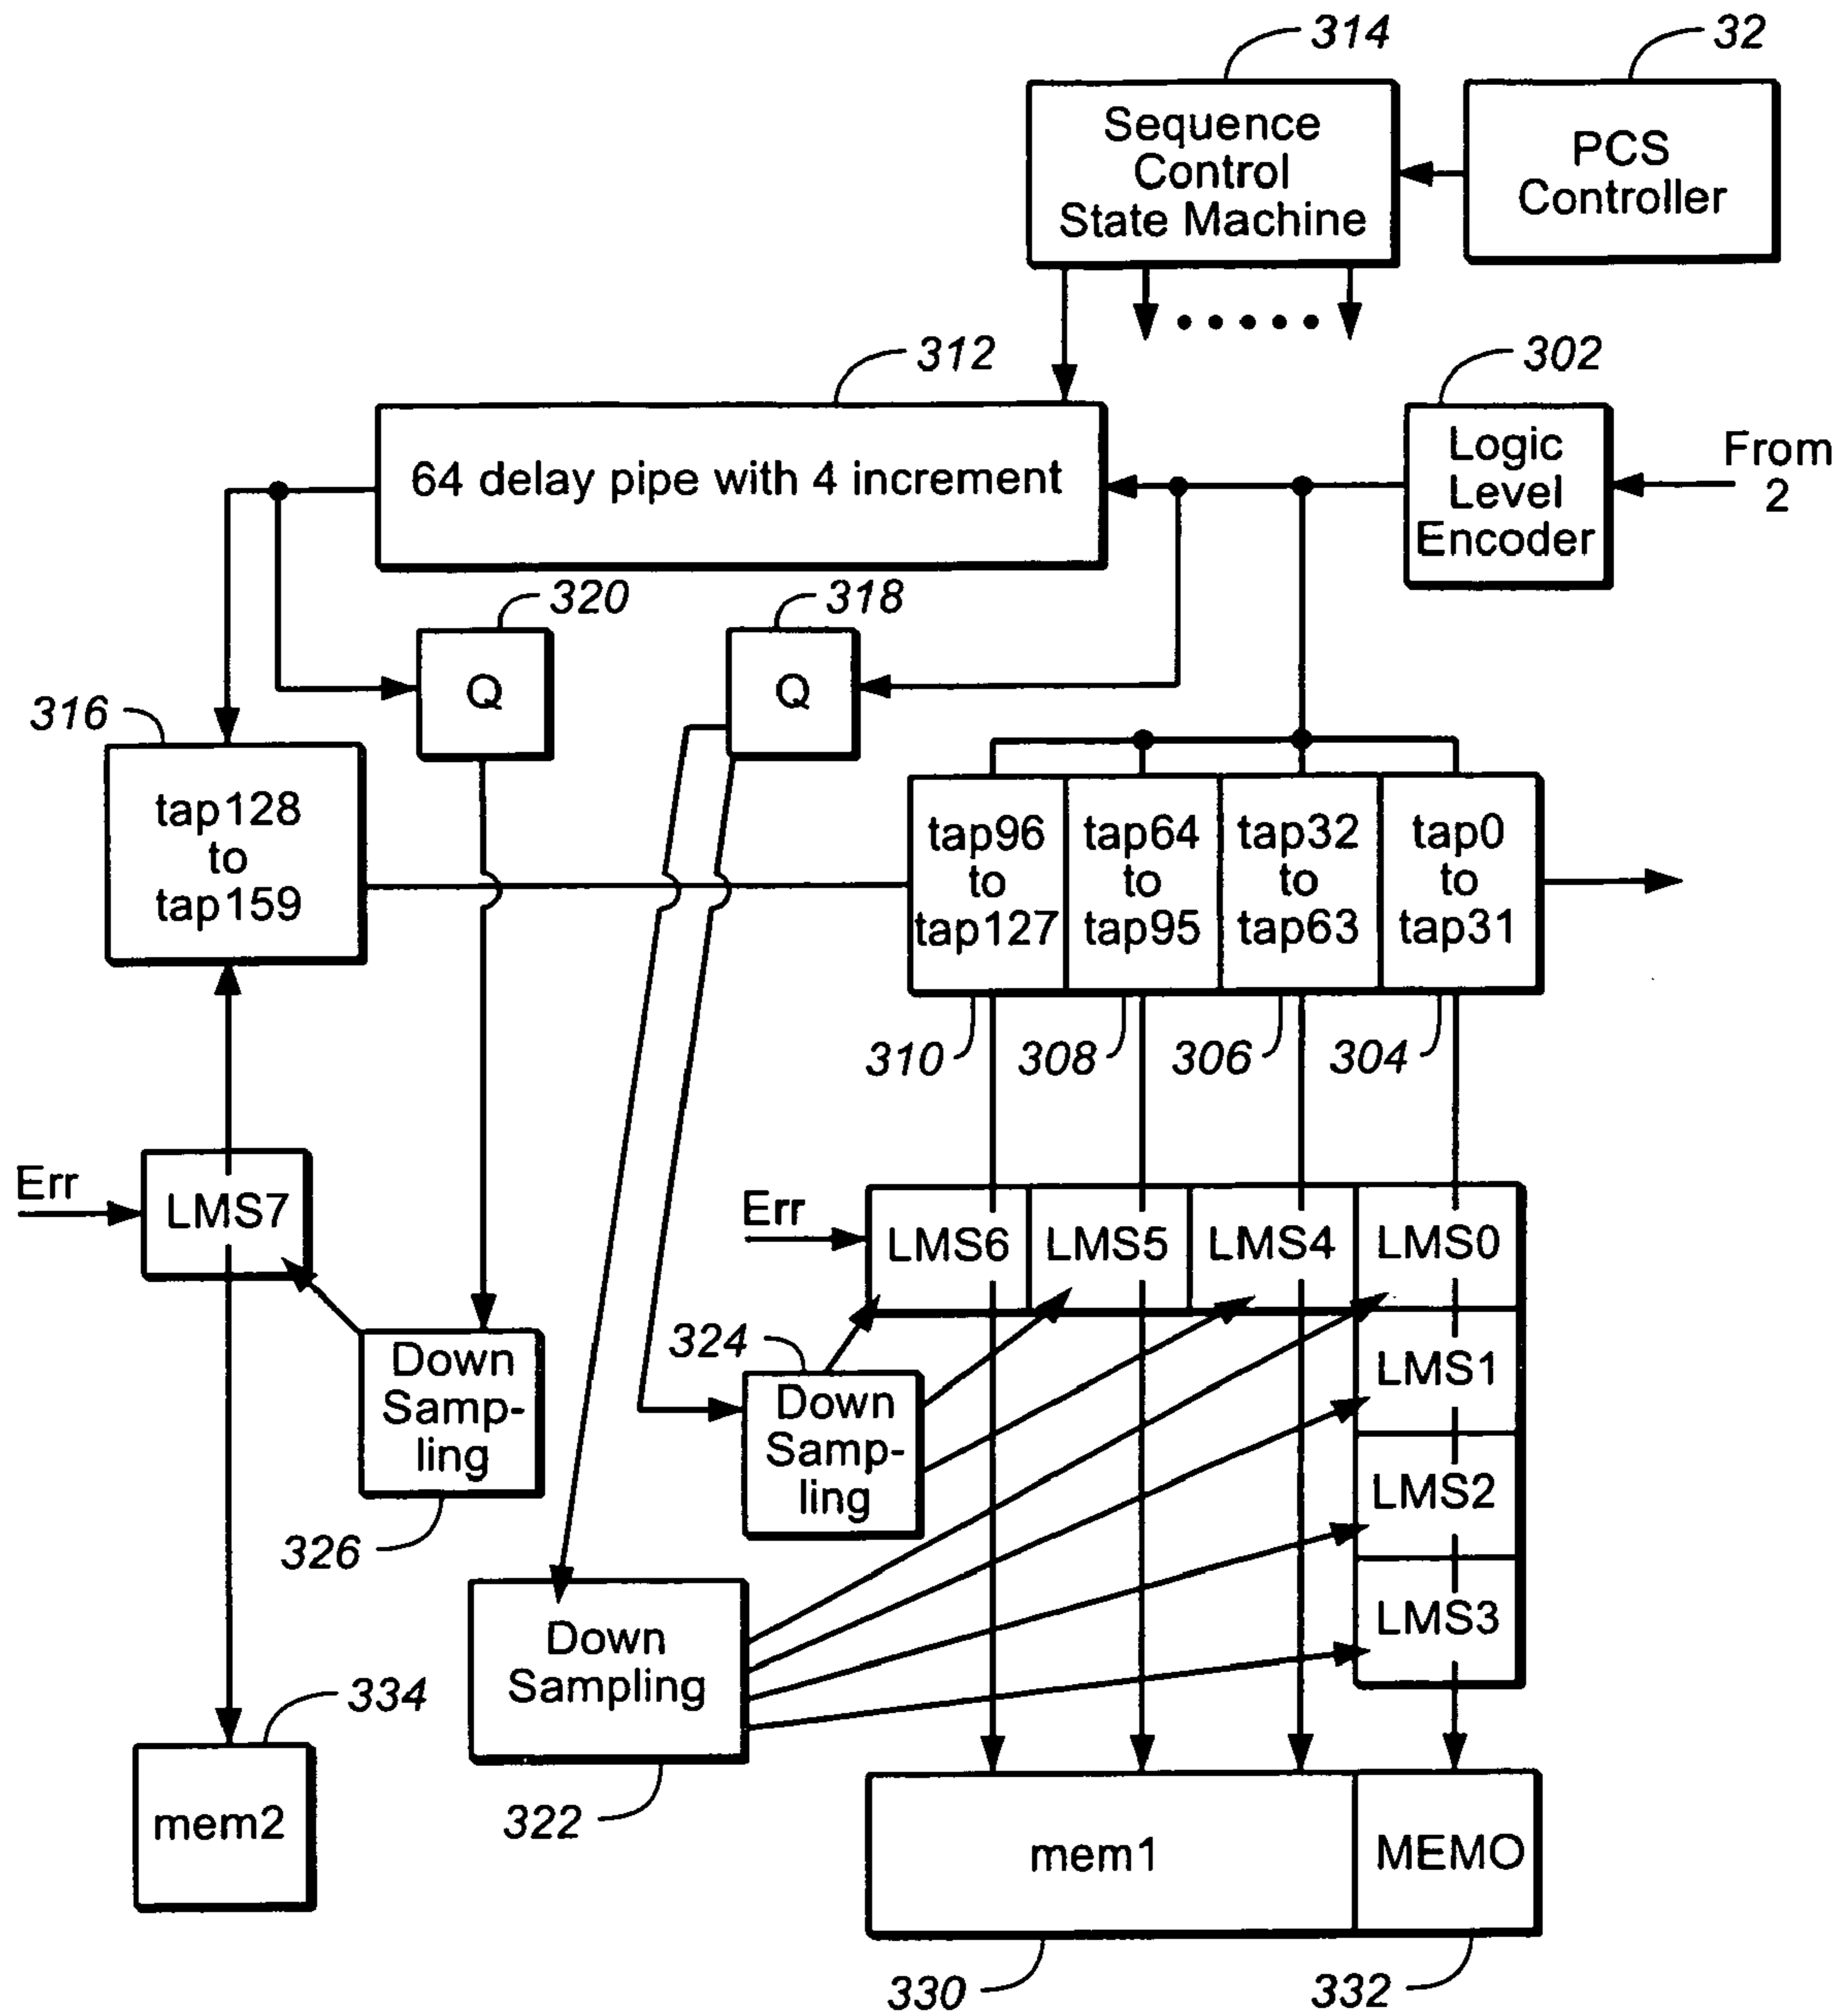 314
32
Sequence
Control
State Machine
PCS
Controller
312
302
64 delay pipe with 4 increment
Logic
Level
Encoder
From
2
320
318
Q
Q
316
tap128
to
tap159
tap96
to
tap127
tap64
to
tap95
tap32
to
tap63
tap0
to
tap31
310
308
306
304
Err
LMS7
Err
LMS6
LMS5
LMS4
LMS0
LMS1
LMS2
LMS3
324
Down
Samp-
ling
Down
Samp-
ling
326
Down
Sampling
322
334
mem2
mem1
MEMO
330
332